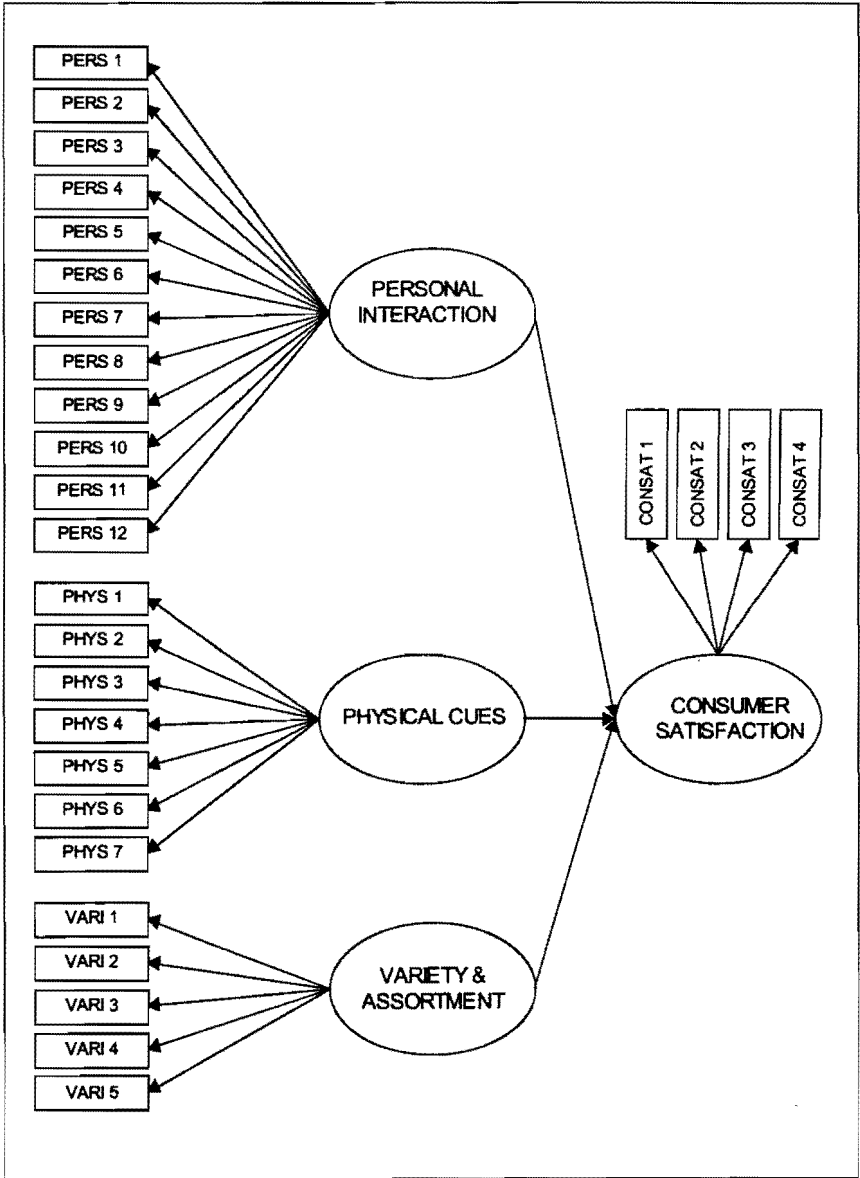 PERS 1
PERS 2
PERS 3
PERS 4
PERS 5
PERS 6
PERS 7
PERS 8
PERS 9
PERS 10
PERS 11
PERS 12
PERSONAL
INTERACTION
CONSAT 1
CONSAT 2
CONSAT 3
CONSAT 4
PHYS 1
PHYS 2
PHYS 3
PHYS 4
PHYS 5
PHYS 6
PHYS 7
PHYSICAL CUES
CONSUMER
SATISFACTION
VARI 1
VARI 2
VARI 3
VARI 4
VARI 5
VARIETY &
ASSORTMENT